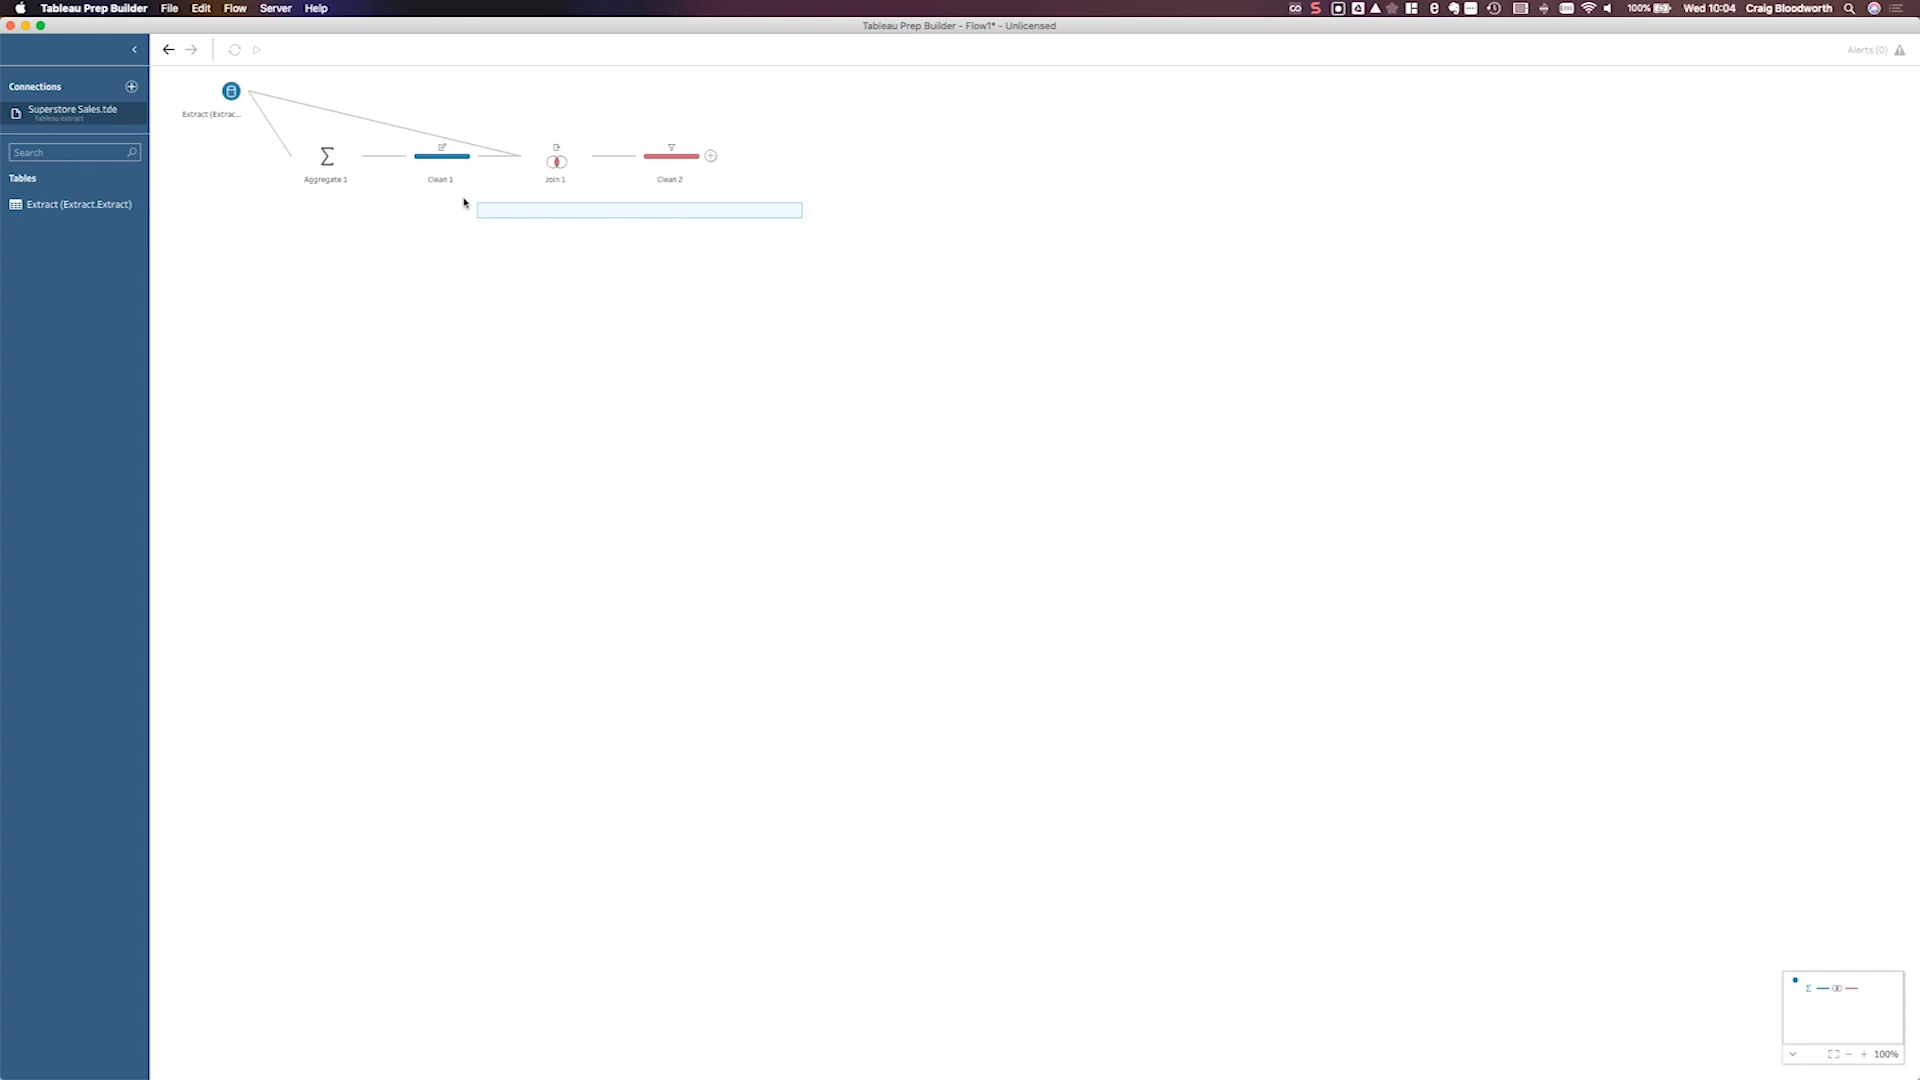 Tableau Prep Builder File Edit Flow Server Help
100% Wed 10:04 Craig Bloodworth
Tableau Prep Builder - Flow1* - Unlicensed
Alerts (0)
Connections
Superstore Sales.tde
Tableau extract
Search
Tables
Extract (Extract.Extract)
Extract (Extrac...
Aggregate 1
Clean 1
Join 1
Clean 2
100%